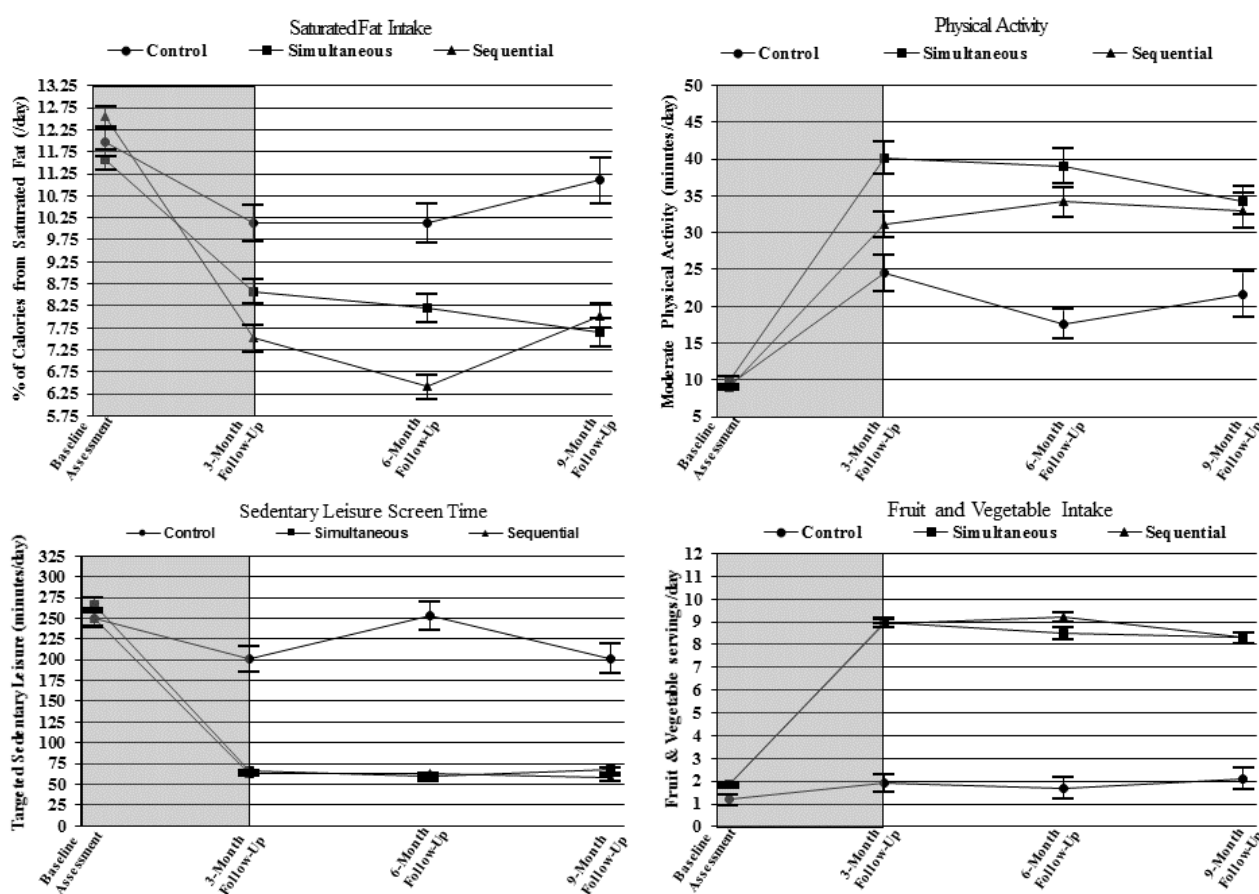 Saturated Fat Intake
Control Simultaneous Sequential
% of Calories from Saturated Fat (/day)
13.25
12.75
12.25
11.75
11.25
10.75
10.25
9.75
9.25
8.75
8.25
7.75
7.25
6.75
6.25
5.75
Baseline Assessment
3-Month Follow-Up
6-Month Follow-Up
9-Month Follow-Up
Physical Activity
Control Simultaneous Sequential
Moderate Physical Activity (minutes/day)
50
45
40
35
30
25
20
15
10
5
Baseline Assessment
3-Month Follow-Up
6-Month Follow-Up
9-Month Follow-Up
Sedentary Leisure Screen Time
Control Simultaneous Sequential
Targeted Sedentary Leisure (minutes/day)
325
300
275
250
225
200
175
150
125
100
75
50
25
0
Baseline Assessment
3-Month Follow-Up
6-Month Follow-Up
9-Month Follow-Up
Fruit and Vegetable Intake
Control Simultaneous Sequential
Fruit & Vegetable servings/day
12
11
10
9
8
7
6
5
4
3
2
1
0
Baseline Assessment
3-Month Follow-Up
6-Month Follow-Up
9-Month Follow-Up